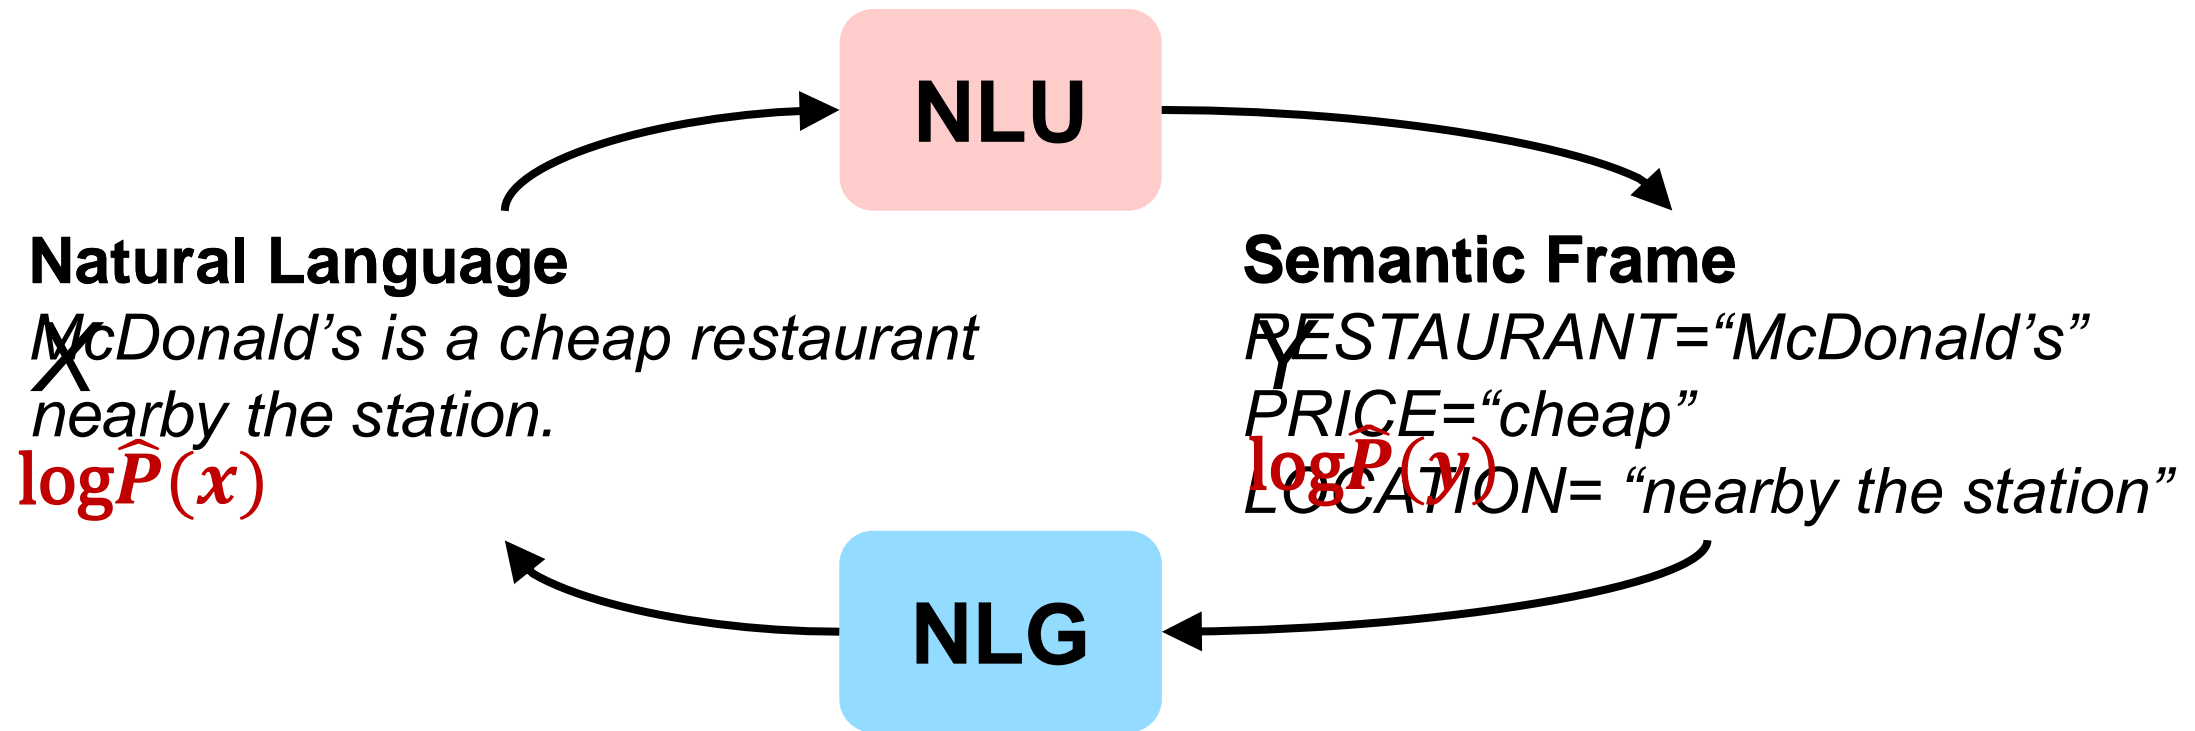 NLU
Natural Language
McDonald’s is a cheap restaurant
X
nearby the station.
log P̂(x)
Semantic Frame
RESTAURANT=“McDonald’s”
Y
PRICE=“cheap”
log P̂(y)
LOCATION= “nearby the station”
NLG